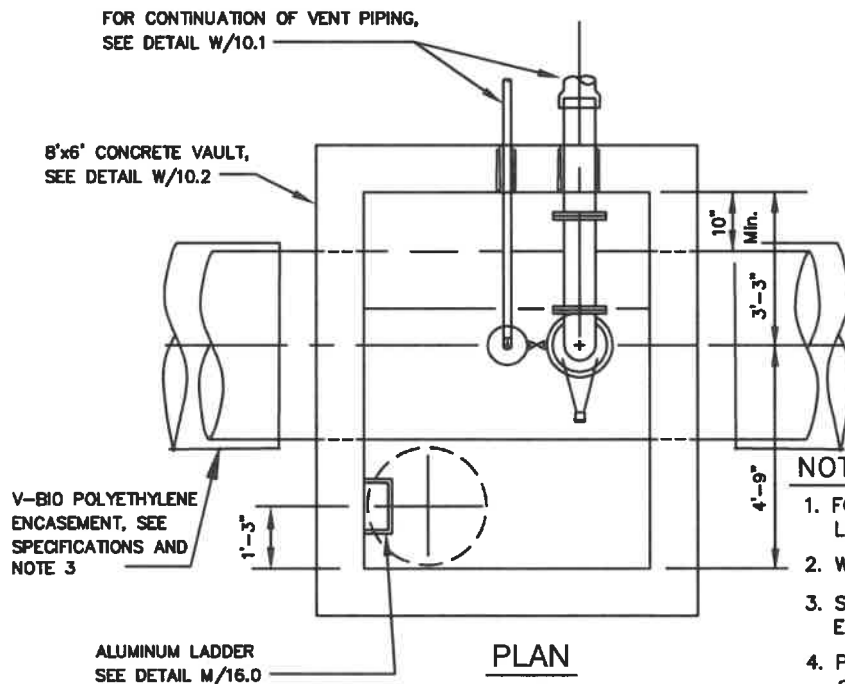 FOR CONTINUATION OF VENT PIPING,
SEE DETAIL W/10.1
8'x6' CONCRETE VAULT,
SEE DETAIL W/10.2
10"
Min.
3'-3"
4'-9"
1'-3"
V-BIO POLYETHYLENE
ENCASEMENT, SEE
SPECIFICATIONS AND
NOTE 3
ALUMINUM LADDER
SEE DETAIL M/16.0
PLAN
NOT
1. FO
L
2. W
3. S
E
4. P